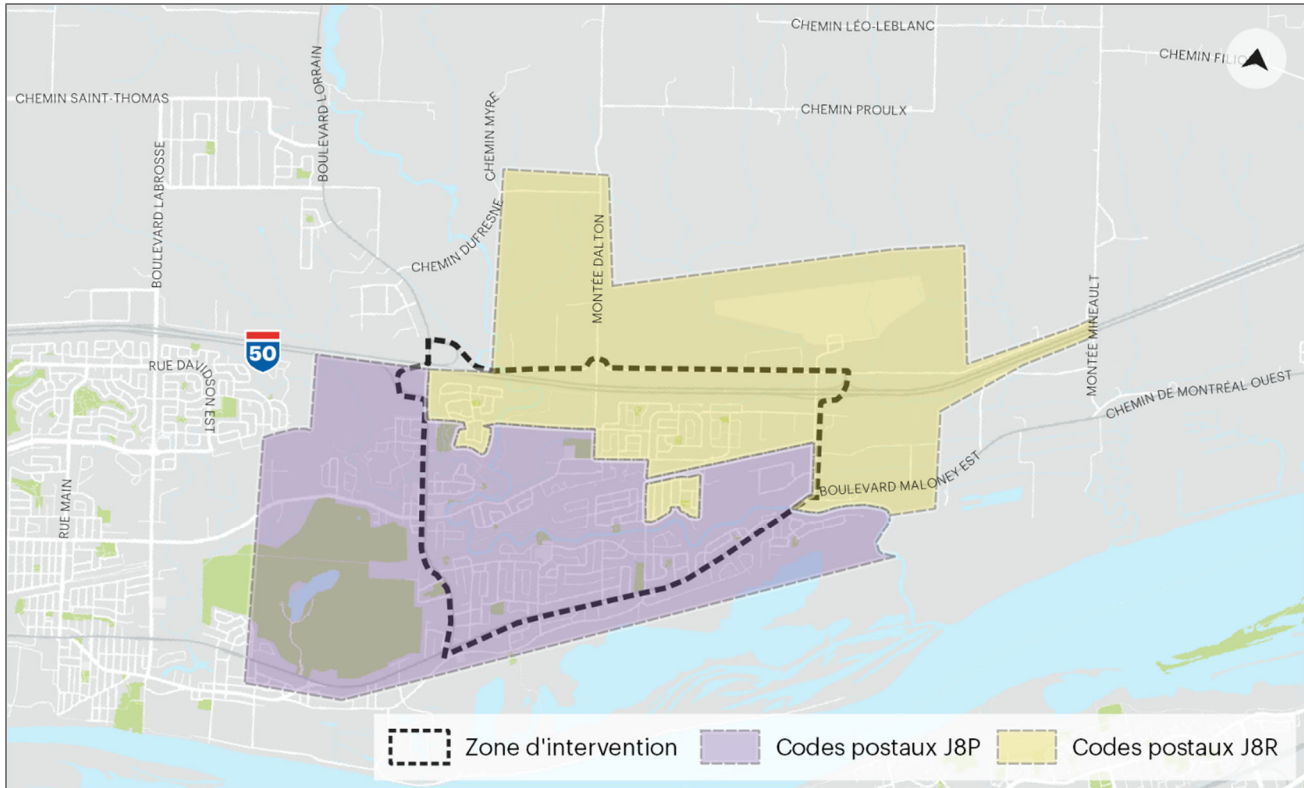 CHEMIN LÉO-LEBLANC
CHEMIN SAINT-THOMAS
BOULEVARD LORRAIN
CHEMIN MYRE
CHEMIN PROULX
BOULEVARD LABROSSE
CHEMIN DUFRESNE
MONTÉE DALTON
MONTÉE MINEAULT
50
RUE DAVIDSON EST
CHEMIN DE MONTRÉAL OUEST
RUE MAIN
BOULEVARD MALONEY EST
Zone d'intervention
Codes postaux J8P
Codes postaux J8R